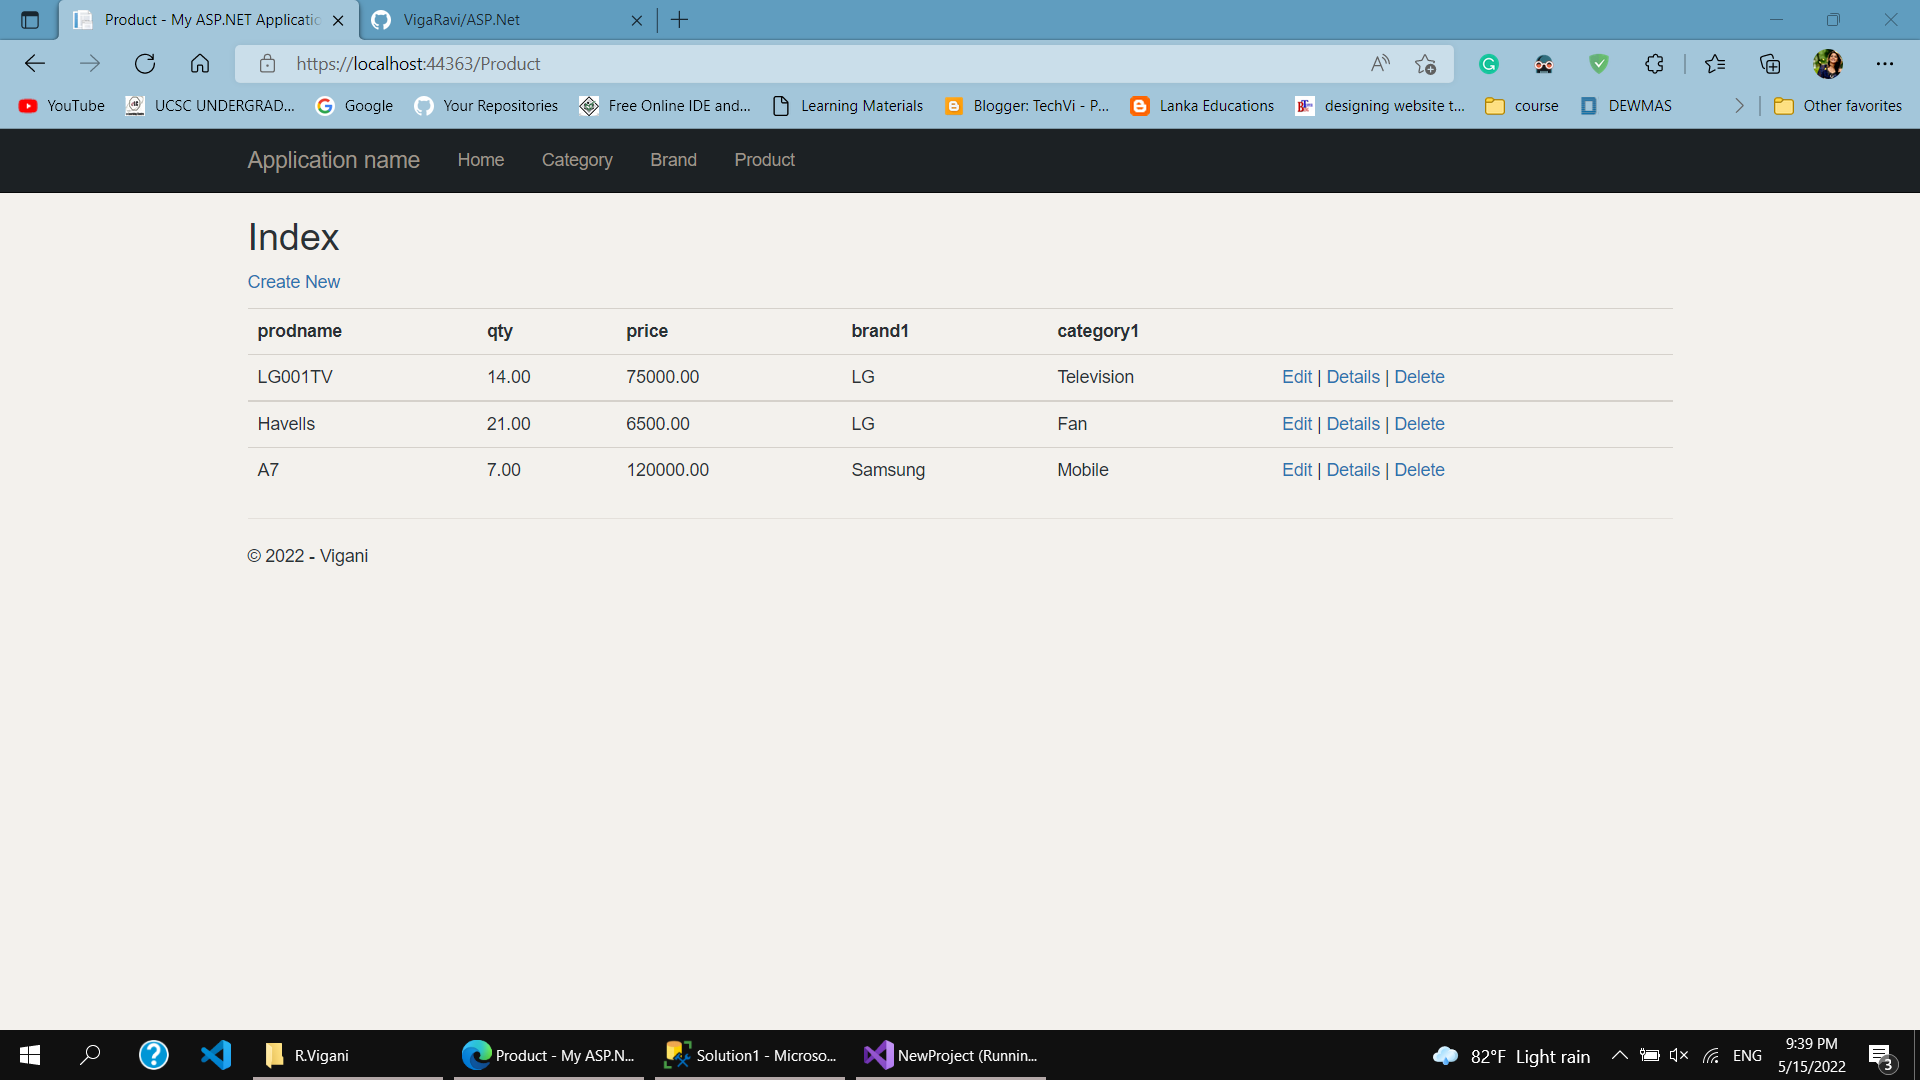 Product - My ASP.NET Applicatio
VigaRavi/ASP.Net
https://localhost:44363/Product
YouTube
UCSC UNDERGRAD...
Google
Your Repositories
Free Online IDE and...
Learning Materials
Blogger: TechVi - P...
Lanka Educations
designing website t...
course
DEWMAS
Other favorites
Application name Home Category Brand Product
Index
Create New
prodname qty price brand1 category1
LG001TV 14.00 75000.00 LG Television Edit | Details | Delete
Havells 21.00 6500.00 LG Fan Edit | Details | Delete
A7 7.00 120000.00 Samsung Mobile Edit | Details | Delete
© 2022 - Vigani
R.Vigani
Product - My ASP.N...
Solution1 - Microso...
NewProject (Runnin...
82°F Light rain
ENG
9:39 PM
5/15/2022
3